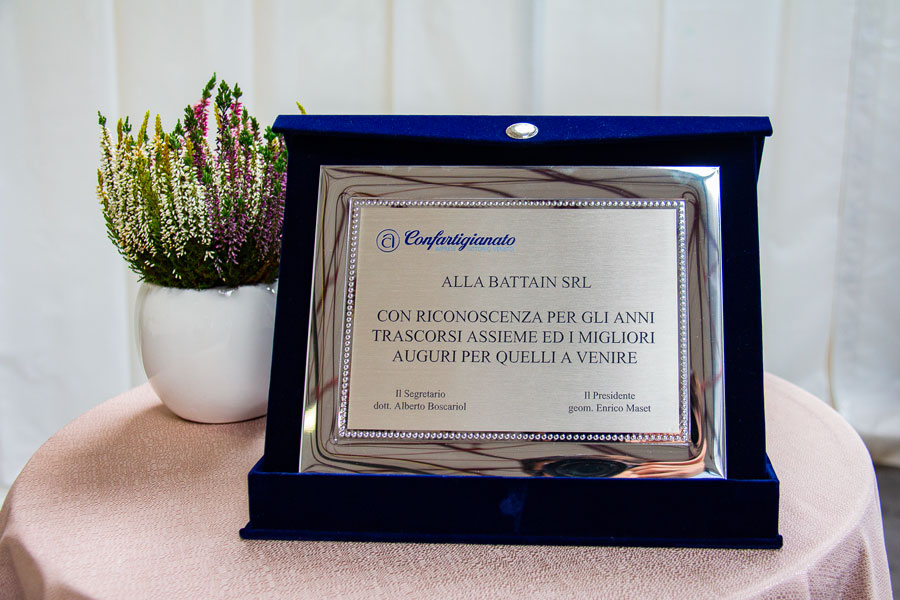 Confartigianato
ALLA BATTAIN SRL
CON RICONOSCENZA PER GLI ANNI
TRASCORSI ASSIEME ED I MIGLIORI
AUGURI PER QUELLI A VENIRE
Il Segretario
dott. Alberto Boscariol
Il Presidente
geom. Enrico Maset